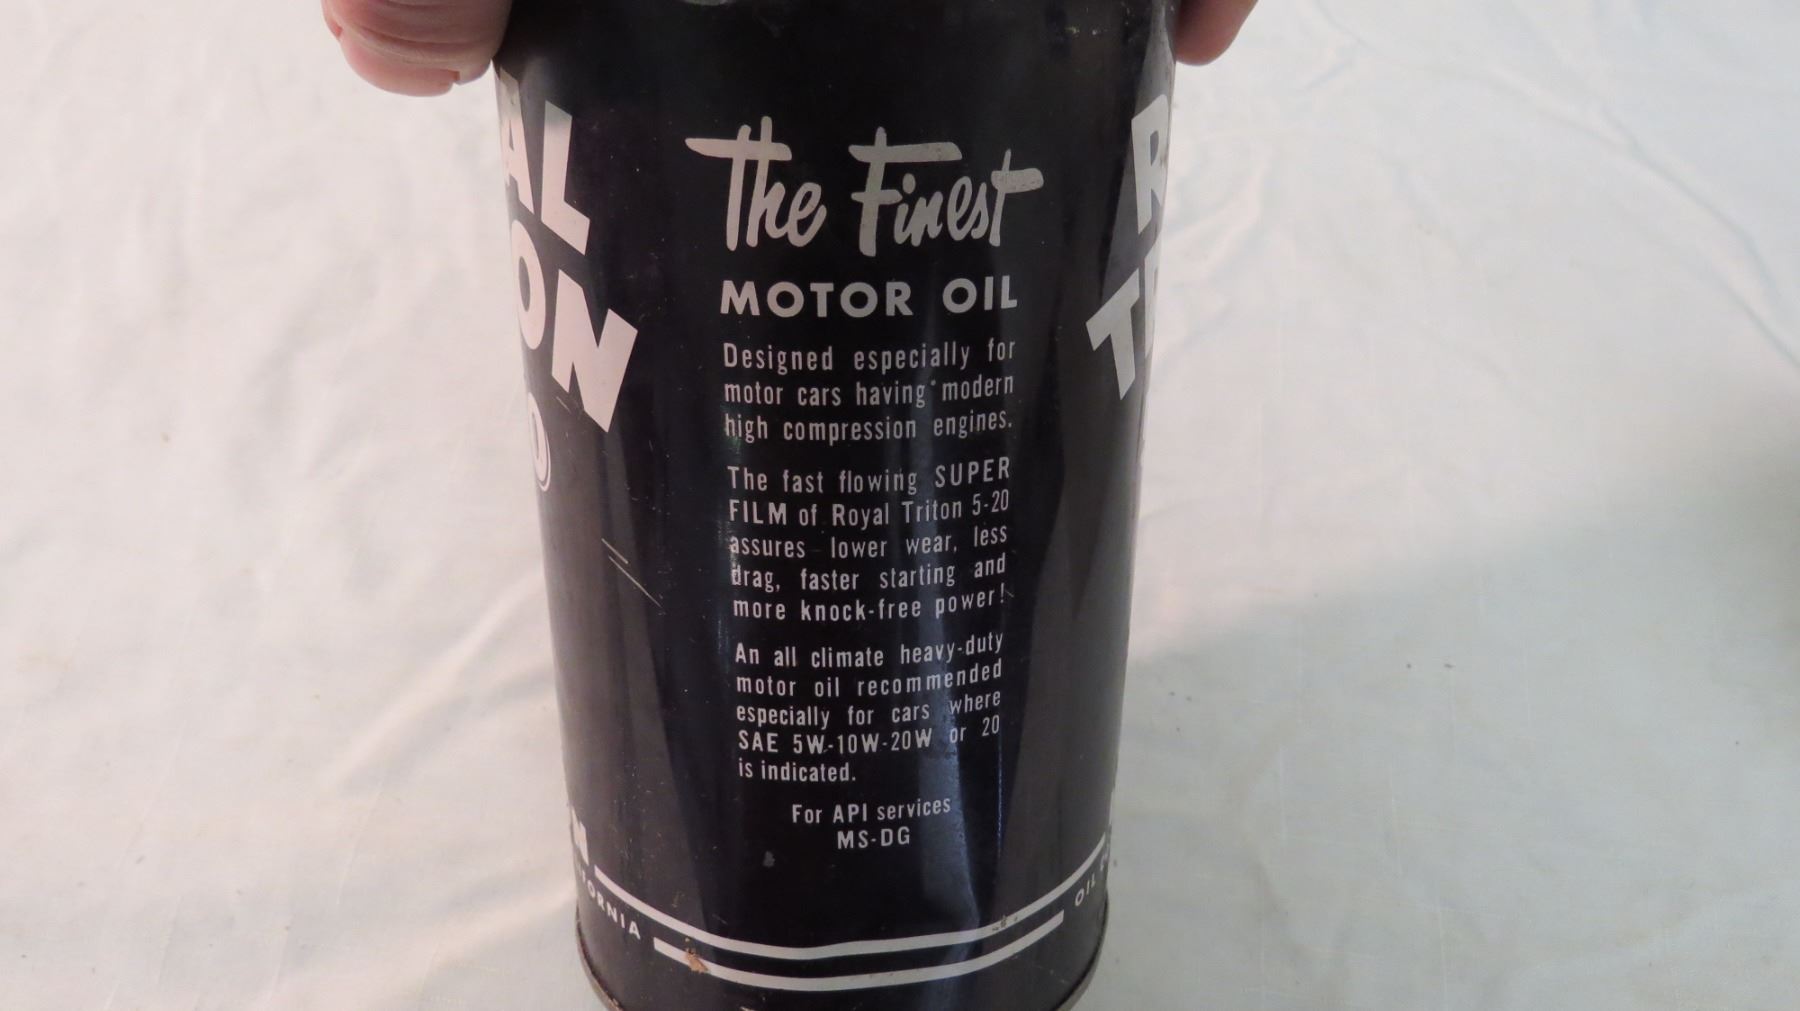 The Finest
MOTOR OIL
Designed especially for
motor cars having modern
high compression engines.
The fast flowing SUPER
FILM of Royal Triton 5-20
assures lower wear, less
drag, faster starting and
more knock-free power!
An all climate heavy-duty
motor oil recommended
especially for cars where
SAE 5W-10W-20W or 20
is indicated.
For API services
MS-DG
OIL